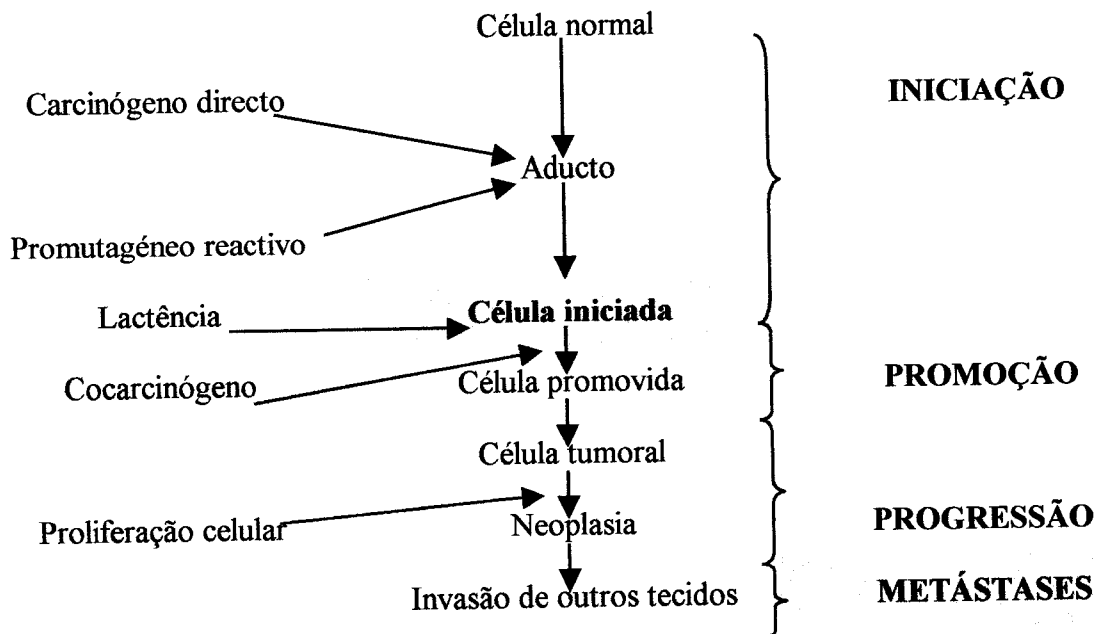 Célula normal
INICIAÇÃO
Carcinógeno directo
Aducto
Promutagéneo reactivo
Lactência
Célula iniciada
Cocarcinógeno
Célula promovida
PROMOÇÃO
Célula tumoral
Proliferação celular
Neoplasia
PROGRESSÃO
Invasão de outros tecidos
METÁSTASES